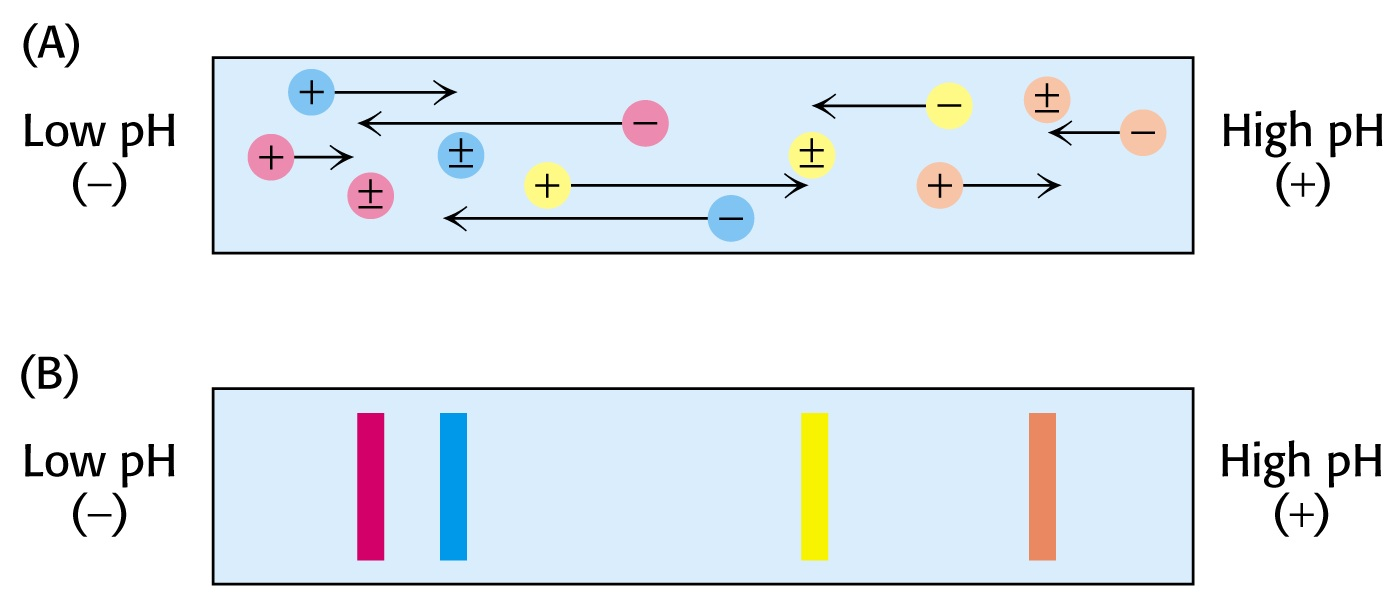 (A)
Low pH
(–)
+
–
+
±
±
+
–
–
±
±
–
+
High pH
(+)
(B)
Low pH
(–)
High pH
(+)